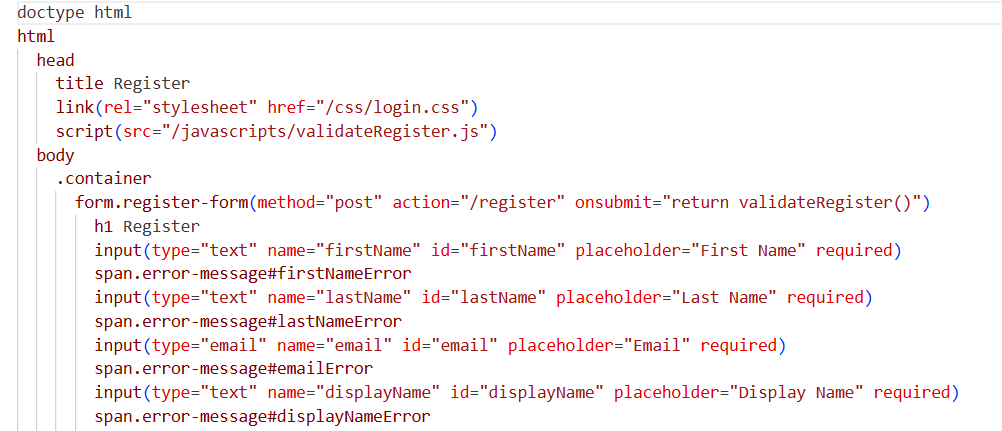 doctype html
html
head
title Register
link(rel="stylesheet" href="/css/login.css")
script(src="/javascripts/validateRegister.js")
body
.container
form.register-form(method="post" action="/register" onsubmit="return validateRegister()")
h1 Register
input(type="text" name="firstName" id="firstName" placeholder="First Name" required)
span.error-message#firstNameError
input(type="text" name="lastName" id="lastName" placeholder="Last Name" required)
span.error-message#lastNameError
input(type="email" name="email" id="email" placeholder="Email" required)
span.error-message#emailError
input(type="text" name="displayName" id="displayName" placeholder="Display Name" required)
span.error-message#displayNameError